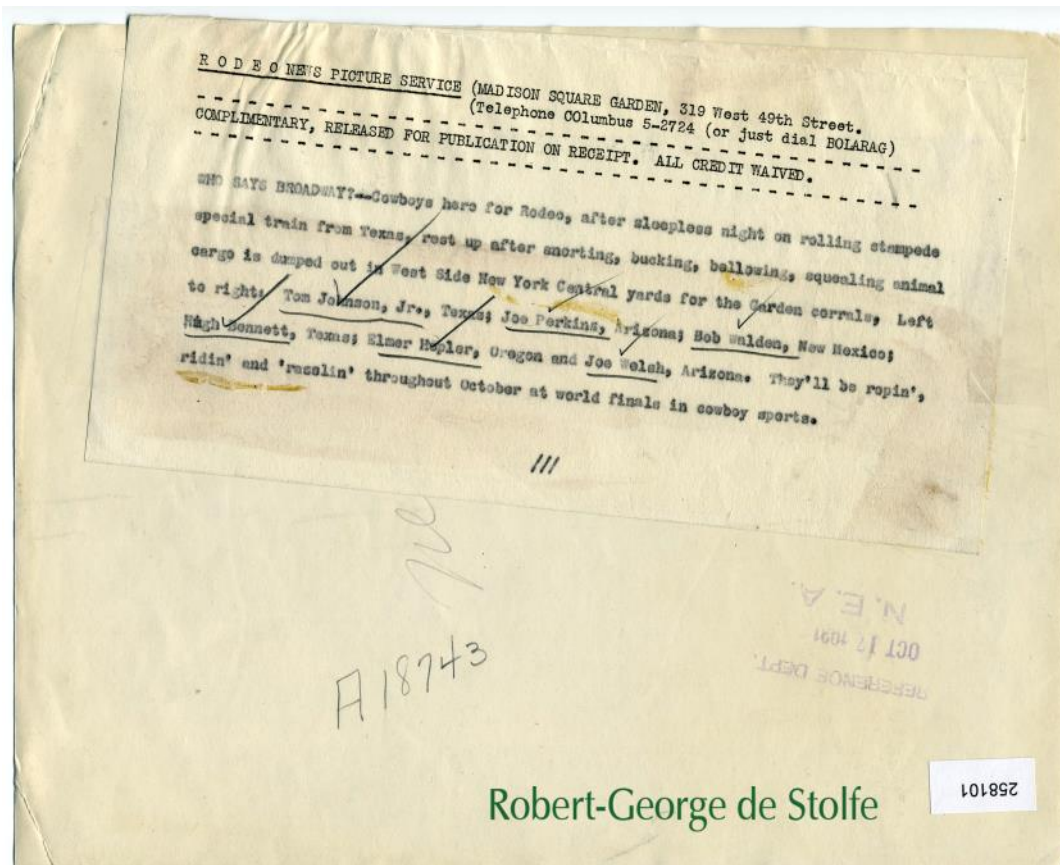 R O D E O NEWS PICTURE SERVICE (MADISON SQUARE GARDEN, 319 West 49th Street.
(Telephone COlumbus 5-2724 (or just dial BOLARAG)
COMPLIMENTARY, RELEASED FOR PUBLICATION ON RECEIPT. ALL CREDIT WAIVED.
WHO SAYS BROADWAY?--Cowboys here for Rodeo, after sleepless night on rolling stampede
special train from Texas, rest up after snorting, bucking, bellowing, squealing animal
cargo is dumped out in West Side New York Central yards for the Garden corrals, Left
to right: Tom Johnson, Jr., Texas; Joe Perkins, Arizona; Bob Walden, New Mexico;
Hugh Bennett, Texas; Elmer Hepler, Oregon and Joe Welsh, Arizona. They'll be ropin',
ridin' and 'rasslin' throughout October at world finals in cowboy sports.
///
A18743
N.E.A.
OCT
REFERENCE DEPT.
Robert-George de Stolfe
258101